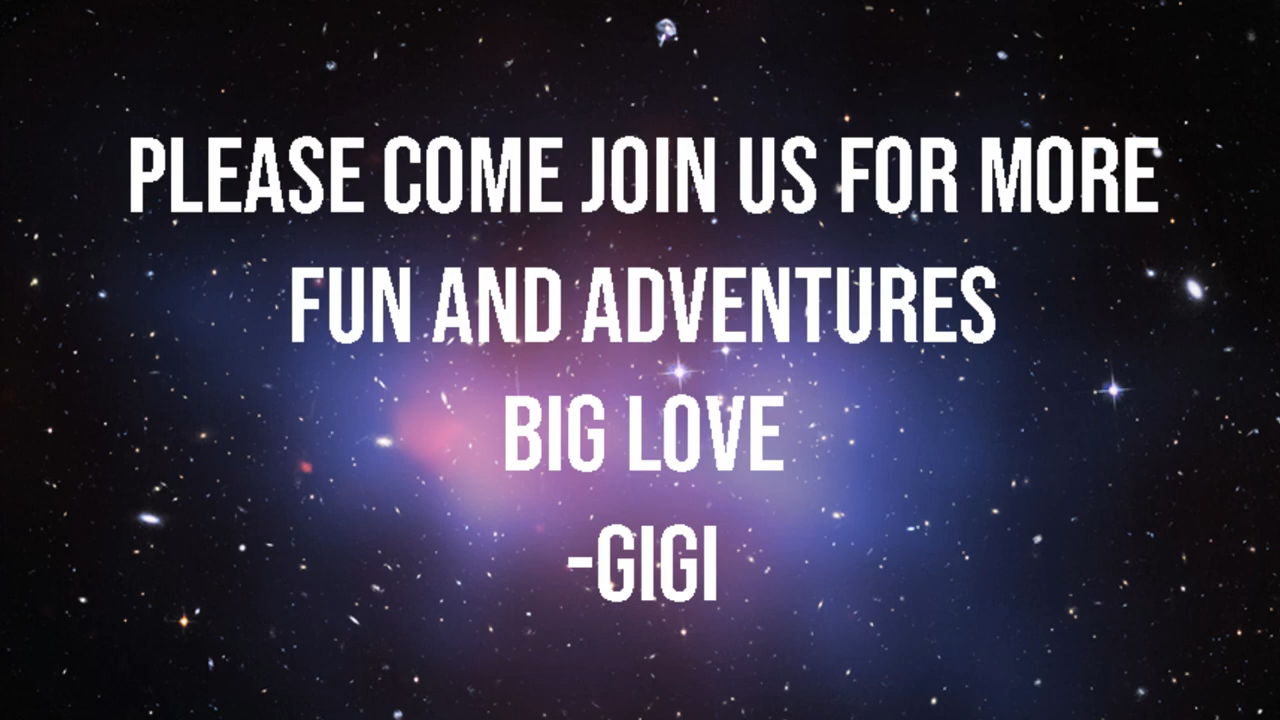 PLEASE COME JOIN US FOR MORE
FUN AND ADVENTURES
BIG LOVE
-GIGI